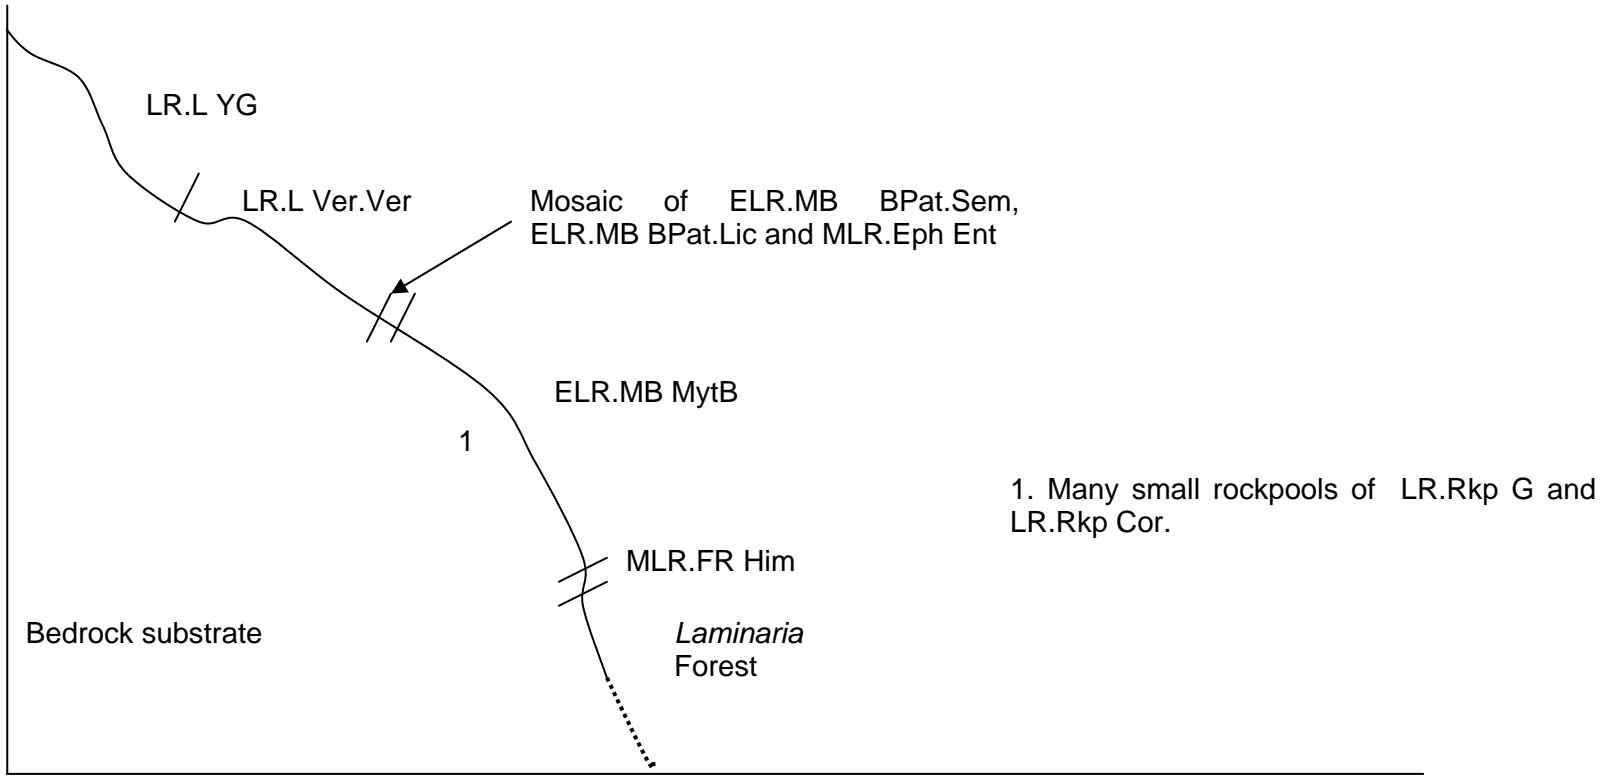 LR.L YG
LR.L Ver.Ver
Mosaic of ELR.MB BPat.Sem,
ELR.MB BPat.Lic and MLR.Eph Ent
ELR.MB MytB
1
1. Many small rockpools of LR.Rkp G and
LR.Rkp Cor.
MLR.FR Him
Bedrock substrate
Laminaria
Forest